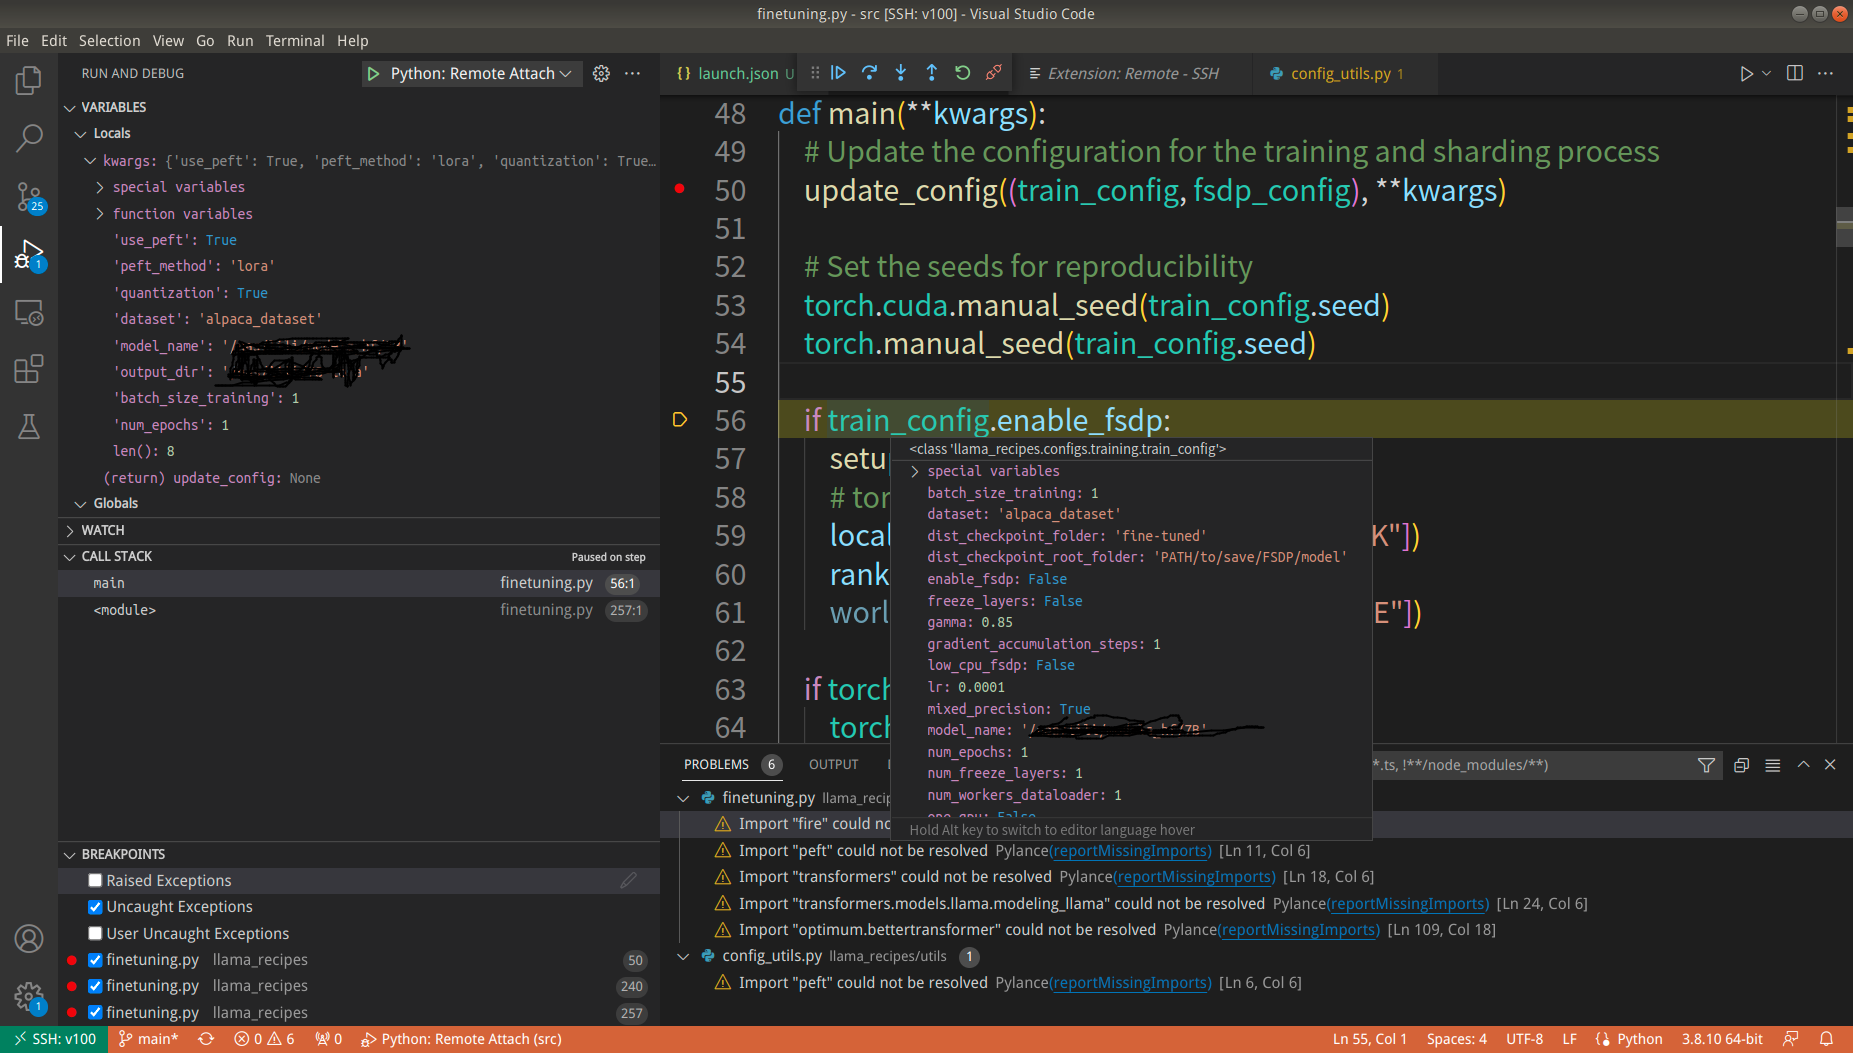 finetuning.py - src [SSH: v100] - Visual Studio Code
File Edit Selection View Go Run Terminal Help
RUN AND DEBUG
Python: Remote Attach
VARIABLES
Locals
kwargs: {'use_peft': True, 'peft_method': 'lora', 'quantization': True...
special variables
function variables
'use_peft': True
'peft_method': 'lora'
'quantization': True
'dataset': 'alpaca_dataset'
'model_name': '/
'output_dir': '
'batch_size_training': 1
'num_epochs': 1
len(): 8
(return) update_config: None
Globals
WATCH
CALL STACK Paused on step
main finetuning.py 56:1
<module> finetuning.py 257:1
BREAKPOINTS
Raised Exceptions
Uncaught Exceptions
User Uncaught Exceptions
finetuning.py llama_recipes 50
finetuning.py llama_recipes 240
finetuning.py llama_recipes 257
25
1
1
{} launch.json U
Extension: Remote - SSH
config_utils.py 1
48 def main(**kwargs):
49 # Update the configuration for the training and sharding process
50 update_config((train_config, fsdp_config), **kwargs)
51
52 # Set the seeds for reproducibility
53 torch.cuda.manual_seed(train_config.seed)
54 torch.manual_seed(train_config.seed)
55
56 if train_config.enable_fsdp:
57 setu
58 # tor
59 local K"])
60 rank
61 worl E"])
62
63 if torch
64 torch
<class 'llama_recipes.configs.training.train_config'>
special variables
batch_size_training: 1
dataset: 'alpaca_dataset'
dist_checkpoint_folder: 'fine-tuned'
dist_checkpoint_root_folder: 'PATH/to/save/FSDP/model'
enable_fsdp: False
freeze_layers: False
gamma: 0.85
gradient_accumulation_steps: 1
low_cpu_fsdp: False
lr: 0.0001
mixed_precision: True
model_name: '/
num_epochs: 1
num_freeze_layers: 1
num_workers_dataloader: 1
Hold Alt key to switch to editor language hover
PROBLEMS 6 OUTPUT *.ts, !**/node_modules/**)
finetuning.py llama_recip
Import "fire" could no
Import "peft" could not be resolved Pylance(reportMissingImports) [Ln 11, Col 6]
Import "transformers" could not be resolved Pylance(reportMissingImports) [Ln 18, Col 6]
Import "transformers.models.llama.modeling_llama" could not be resolved Pylance(reportMissingImports) [Ln 24, Col 6]
Import "optimum.bettertransformer" could not be resolved Pylance(reportMissingImports) [Ln 109, Col 18]
config_utils.py llama_recipes/utils 1
Import "peft" could not be resolved Pylance(reportMissingImports) [Ln 6, Col 6]
SSH: v100 main* 0 6 0 Python: Remote Attach (src) Ln 55, Col 1 Spaces: 4 UTF-8 LF Python 3.8.10 64-bit